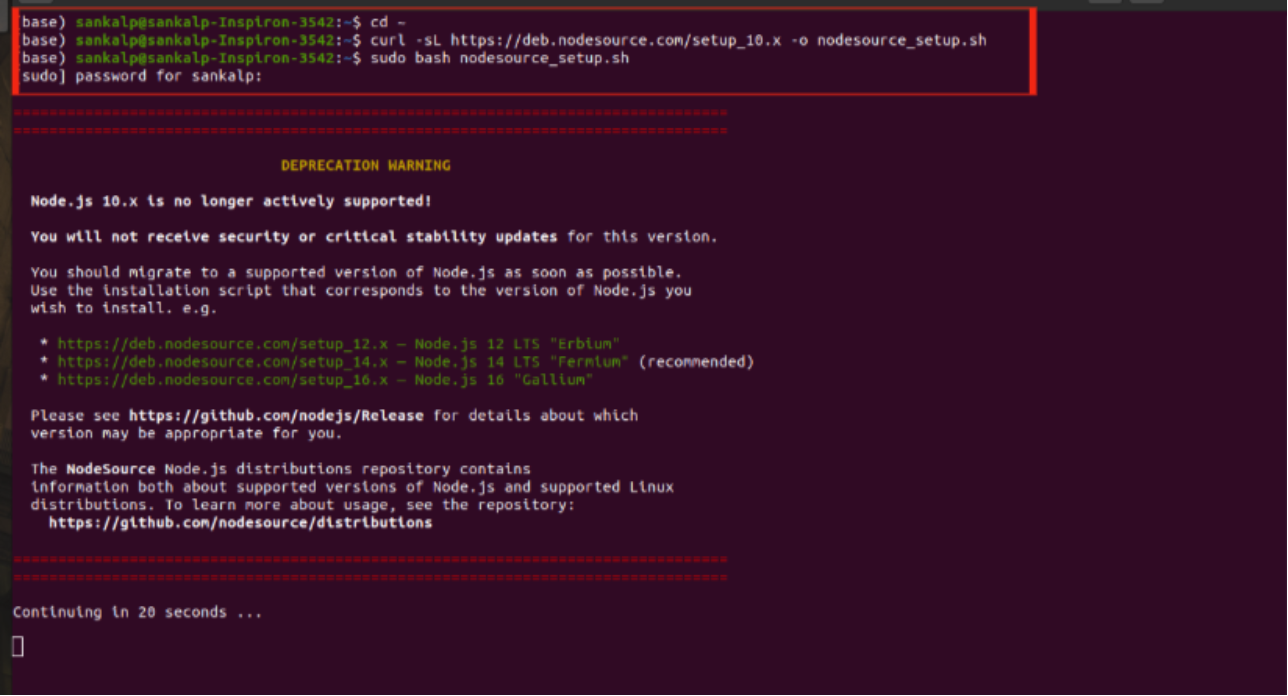 base) sankalp@sankalp-Inspiron-3542:~$ cd ~
base) sankalp@sankalp-Inspiron-3542:~$ curl -sL https://deb.nodesource.com/setup_10.x -o nodesource_setup.sh
base) sankalp@sankalp-Inspiron-3542:~$ sudo bash nodesource_setup.sh
sudo] password for sankalp:
================================================================================
================================================================================
DEPRECATION WARNING
Node.js 10.x is no longer actively supported!
You will not receive security or critical stability updates for this version.
You should migrate to a supported version of Node.js as soon as possible.
Use the installation script that corresponds to the version of Node.js you
wish to install. e.g.
* https://deb.nodesource.com/setup_12.x — Node.js 12 LTS "Erbium"
* https://deb.nodesource.com/setup_14.x — Node.js 14 LTS "Fermium" (recommended)
* https://deb.nodesource.com/setup_16.x — Node.js 16 "Gallium"
Please see https://github.com/nodejs/Release for details about which
version may be appropriate for you.
The NodeSource Node.js distributions repository contains
information both about supported versions of Node.js and supported Linux
distributions. To learn more about usage, see the repository:
https://github.com/nodesource/distributions
================================================================================
================================================================================
Continuing in 20 seconds ...